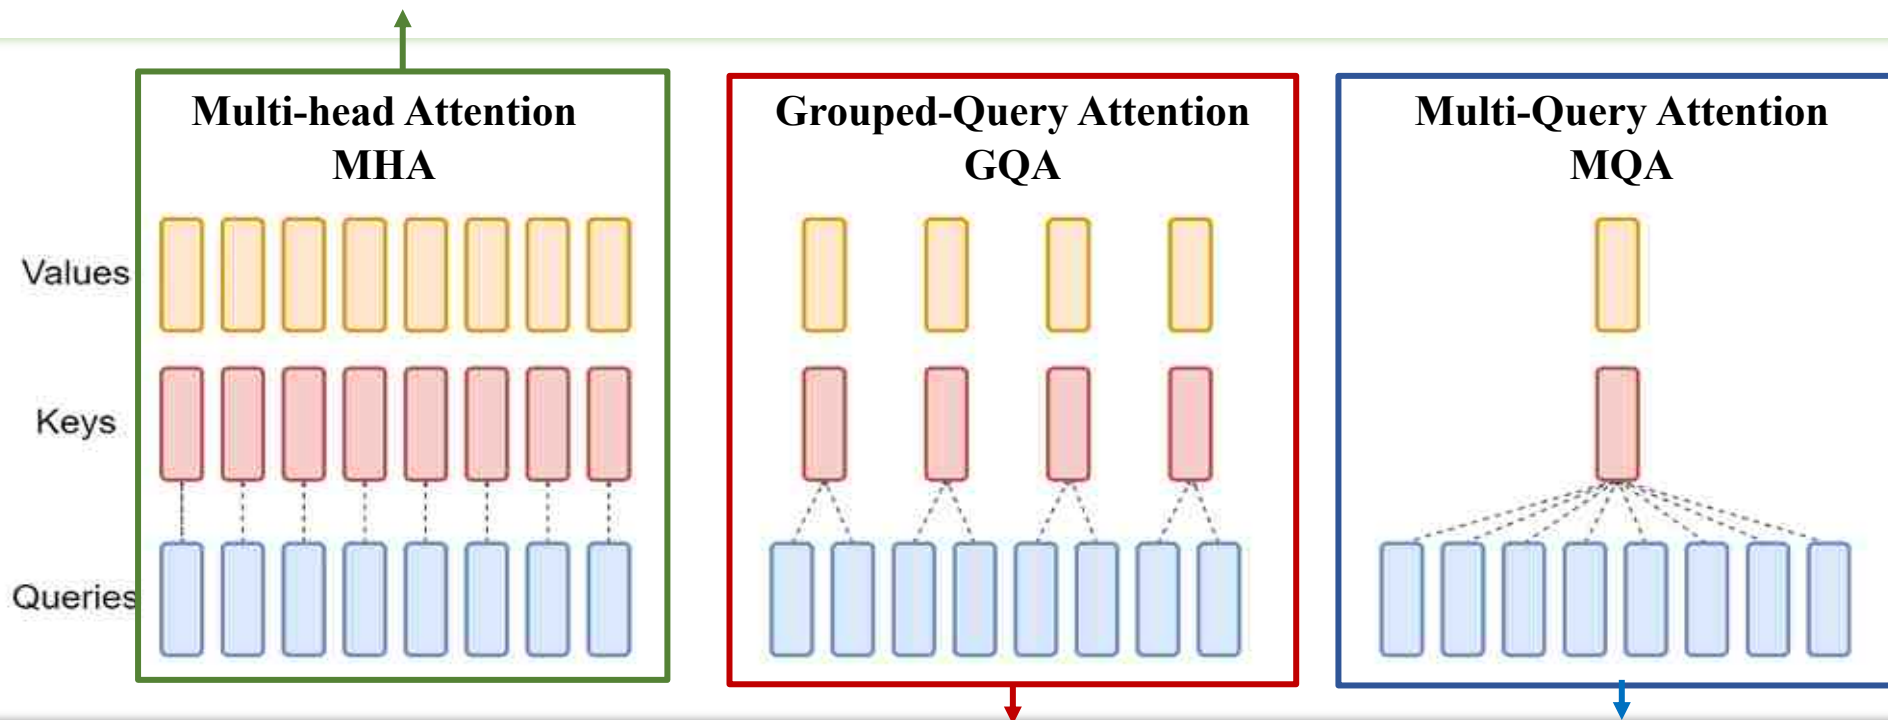 Multi-head Attention
MHA
Grouped-Query Attention
GQA
Multi-Query Attention
MQA
Values
Keys
Queries